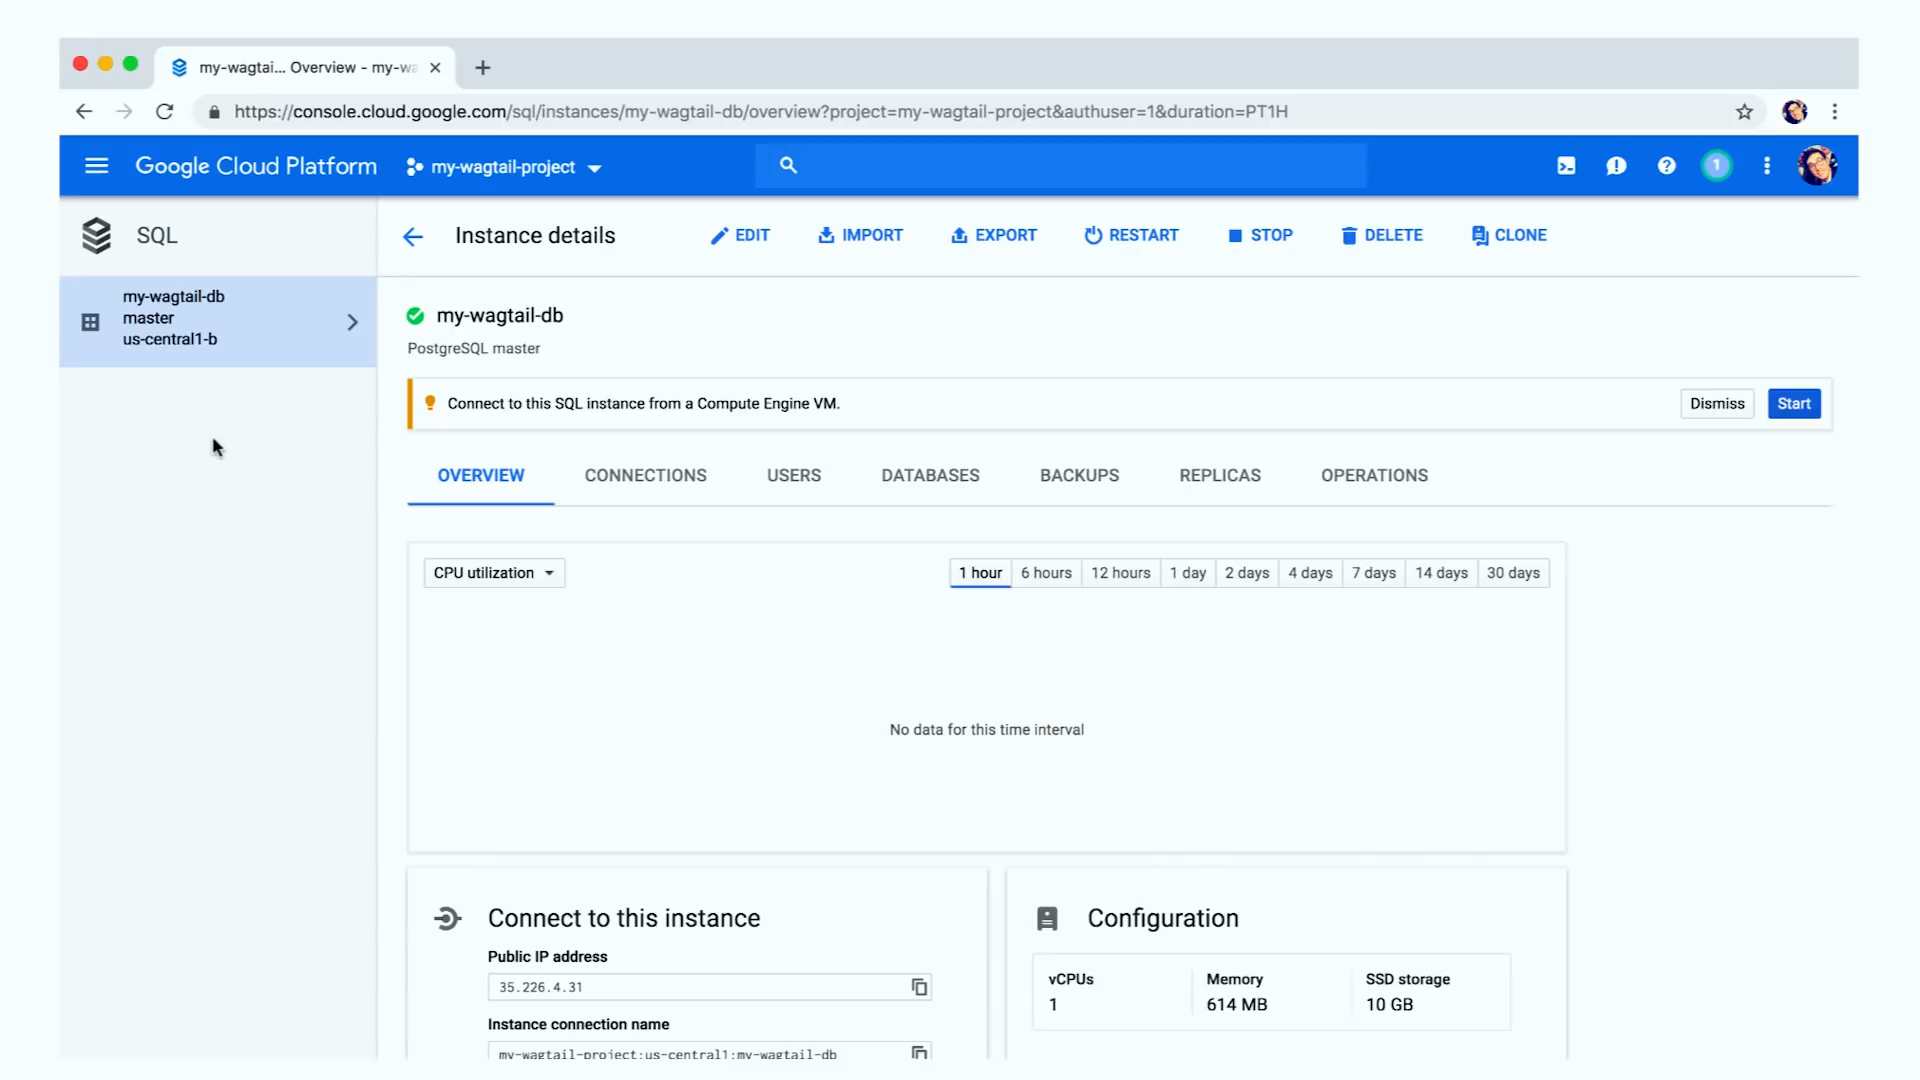 my-wagtai... Overview - my-wa
https://console.cloud.google.com/sql/instances/my-wagtail-db/overview?project=my-wagtail-project&authuser=1&duration=PT1H
Google Cloud Platform
my-wagtail-project
1
SQL
Instance details
EDIT
IMPORT
EXPORT
RESTART
STOP
DELETE
CLONE
my-wagtail-db
master
us-central1-b
my-wagtail-db
PostgreSQL master
Connect to this SQL instance from a Compute Engine VM.
Dismiss
Start
OVERVIEW
CONNECTIONS
USERS
DATABASES
BACKUPS
REPLICAS
OPERATIONS
CPU utilization
1 hour
6 hours
12 hours
1 day
2 days
4 days
7 days
14 days
30 days
No data for this time interval
Connect to this instance
Public IP address
35.226.4.31
Instance connection name
my-wagtail-project:us-central1:my-wagtail-db
Configuration
vCPUs
1
Memory
614 MB
SSD storage
10 GB